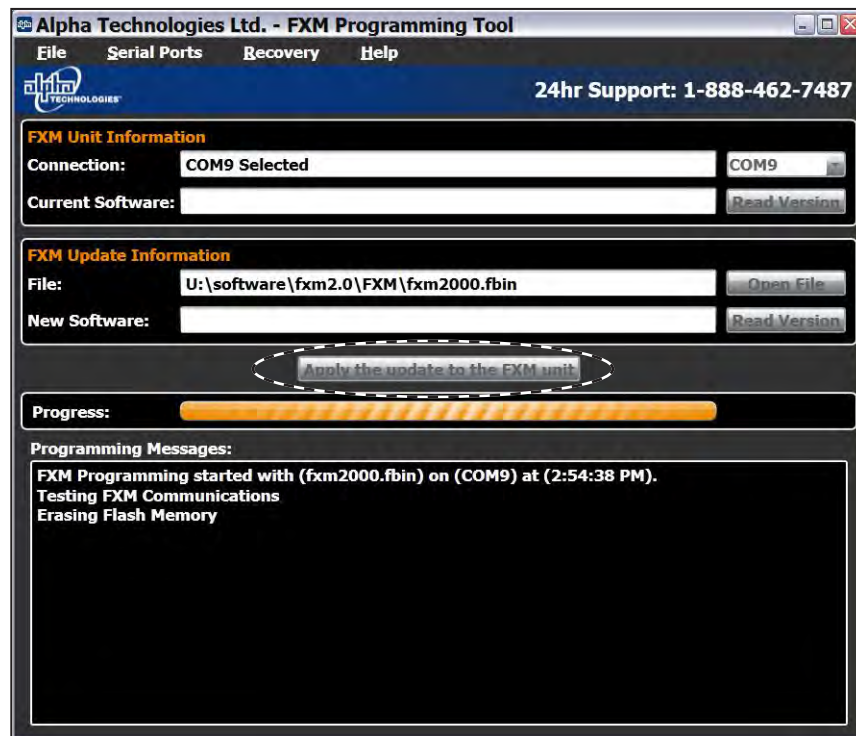 Alpha Technologies Ltd. - FXM Programming Tool
File Serial Ports Recovery Help
alpha TECHNOLOGIES 24hr Support: 1-888-462-7487
FXM Unit Information
Connection: COM9 Selected COM9
Current Software: Read Version
FXM Update Information
File: U:\software\fxm2.0\FXM\fxm2000.fbin Open File
New Software: Read Version
Apply the update to the FXM unit
Progress:
Programming Messages:
FXM Programming started with (fxm2000.fbin) on (COM9) at (2:54:38 PM).
Testing FXM Communications
Erasing Flash Memory